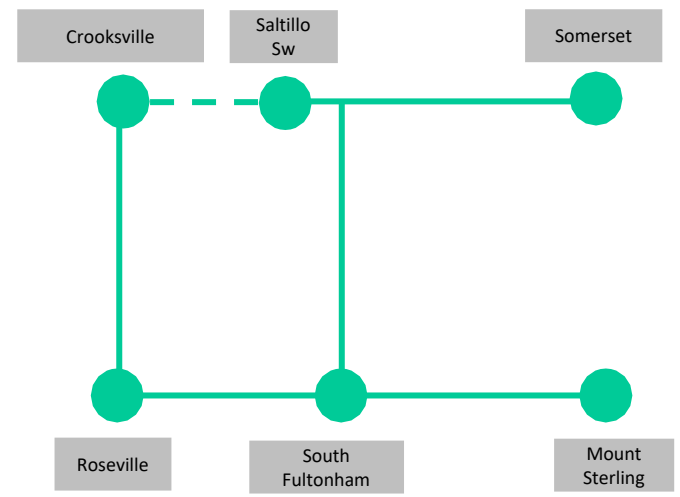 Crooksville
Saltillo
Sw
Somerset
Roseville
South
Fultonham
Mount
Sterling